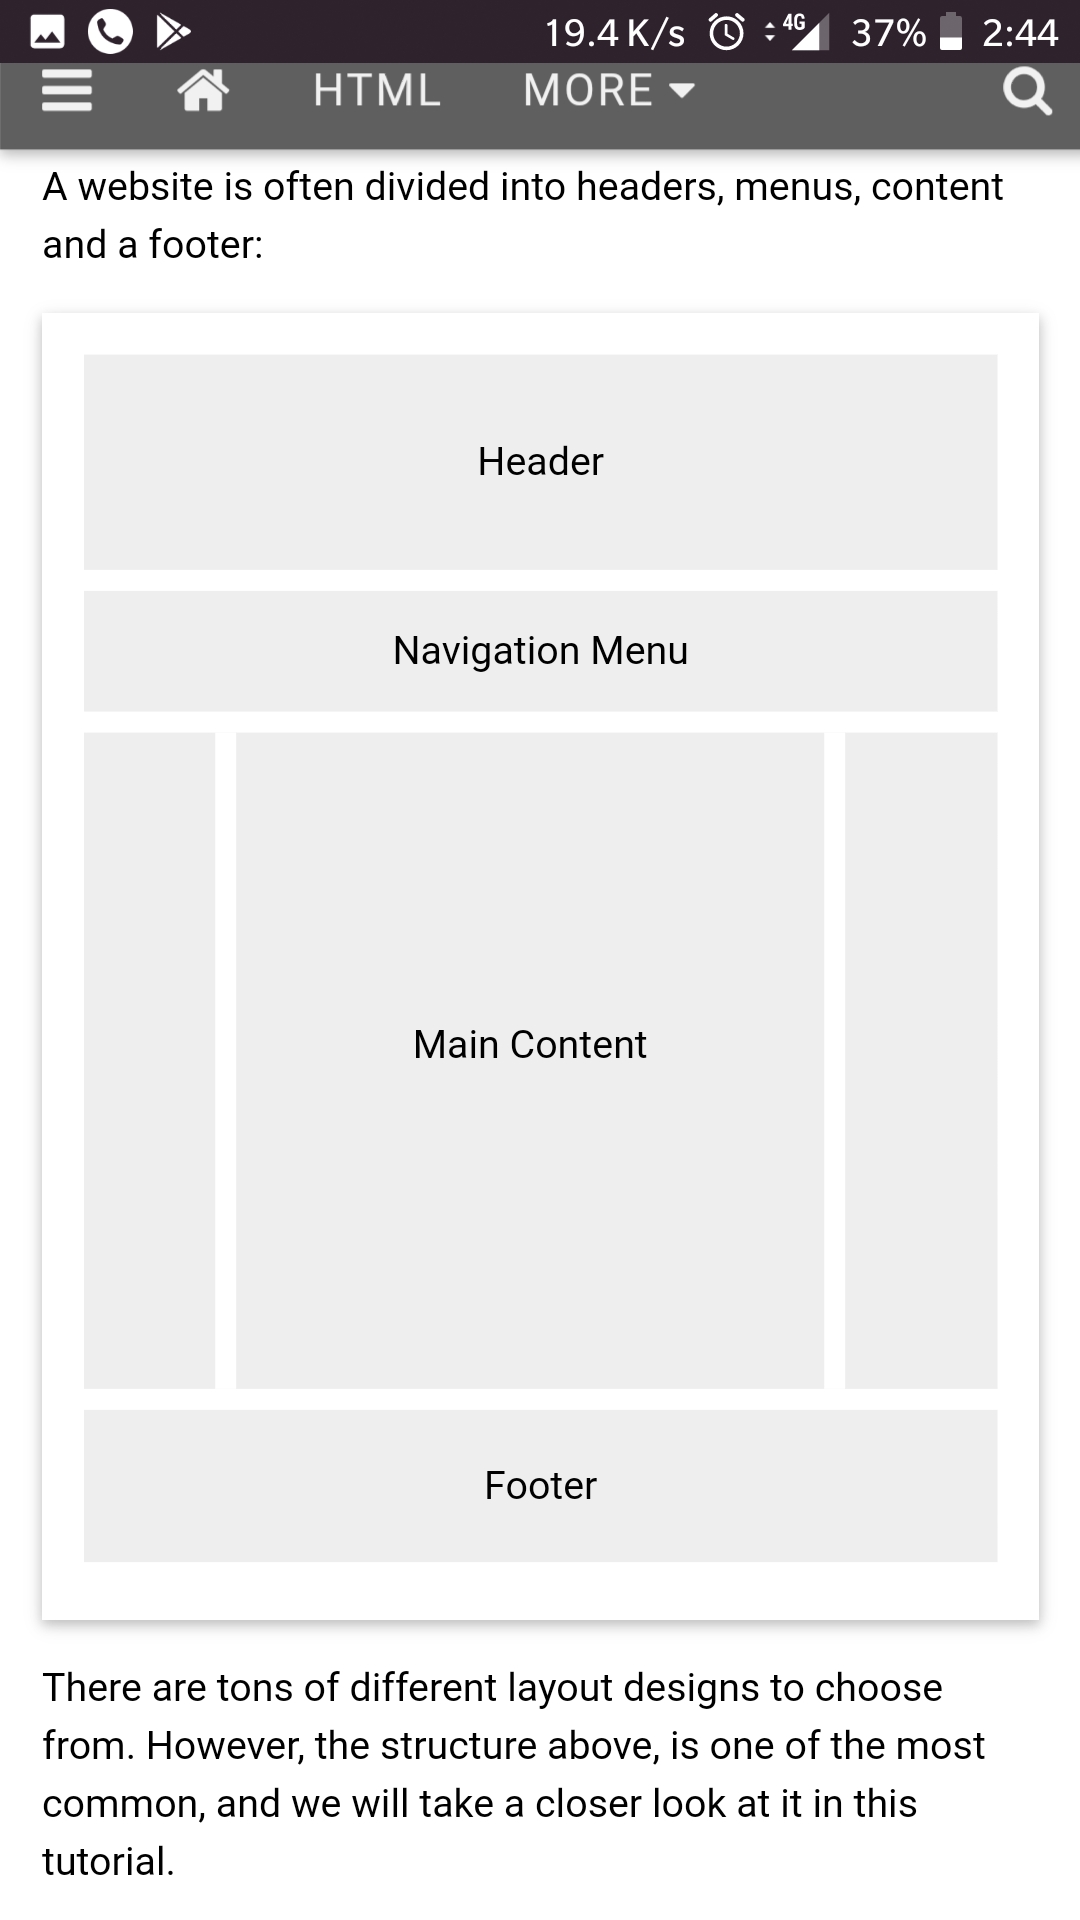 19.4 K/s 4G 37% 2:44
HTML MORE
A website is often divided into headers, menus, content
and a footer:
Header
Navigation Menu
Main Content
Footer
There are tons of different layout designs to choose
from. However, the structure above, is one of the most
common, and we will take a closer look at it in this
tutorial.